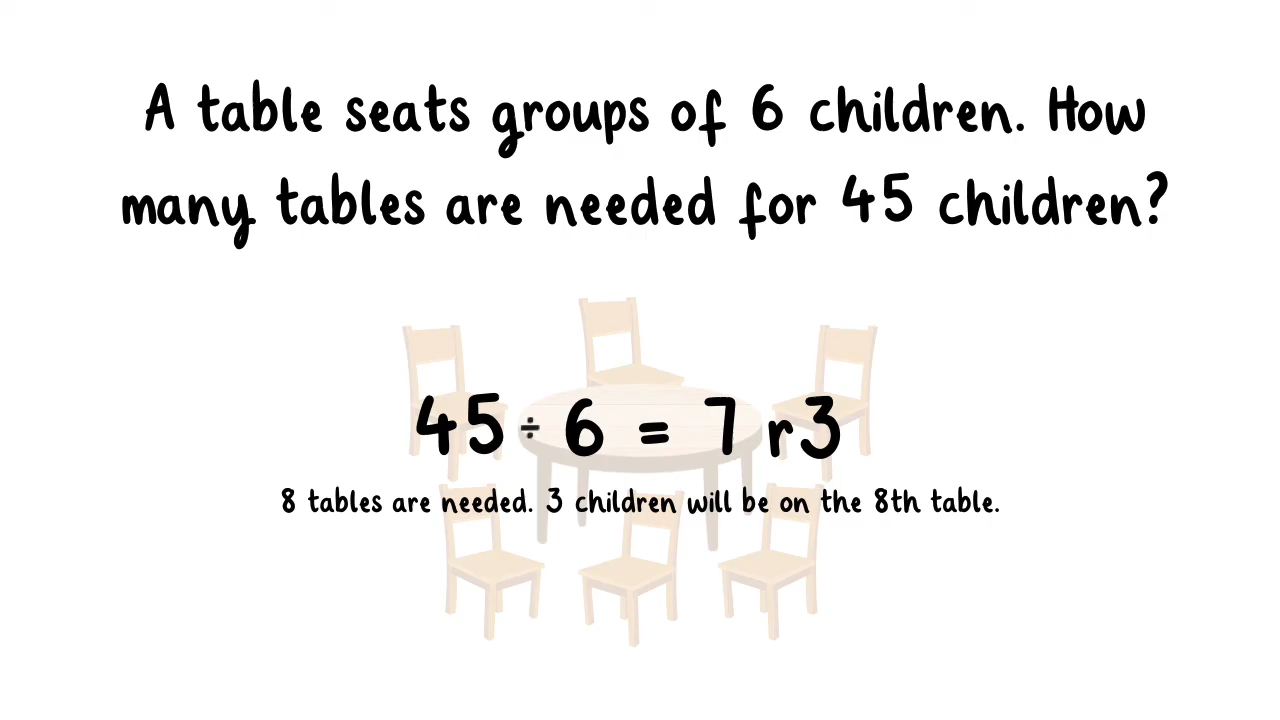 A table seats groups of 6 children. How
many tables are needed for 45 children?
45 ÷ 6 = 7 r3
8 tables are needed. 3 children will be on the 8th table.